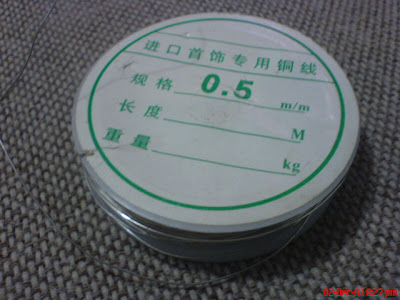 进口首饰专用铜线
规格 0.5 m/m
长度 M
重量 kg